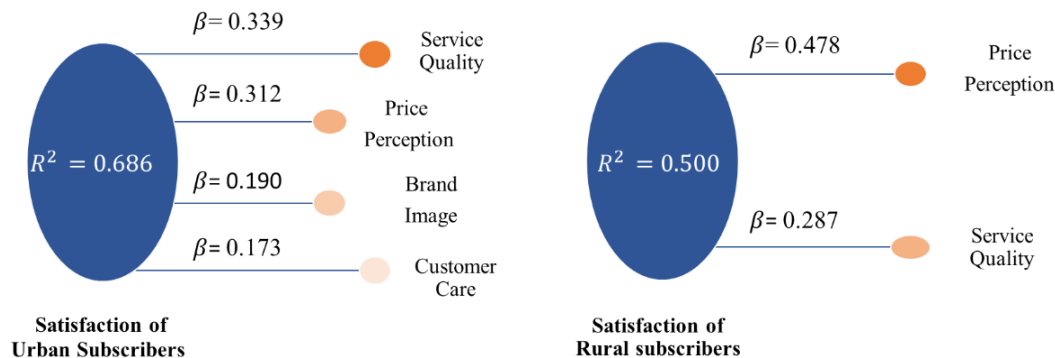 β= 0.339
Service
Quality
β= 0.312
Price
Perception
R² = 0.686
β= 0.190
Brand
Image
β= 0.173
Customer
Care
Satisfaction of
Urban Subscribers
β= 0.478
Price
Perception
R² = 0.500
β= 0.287
Service
Quality
Satisfaction of
Rural subscribers